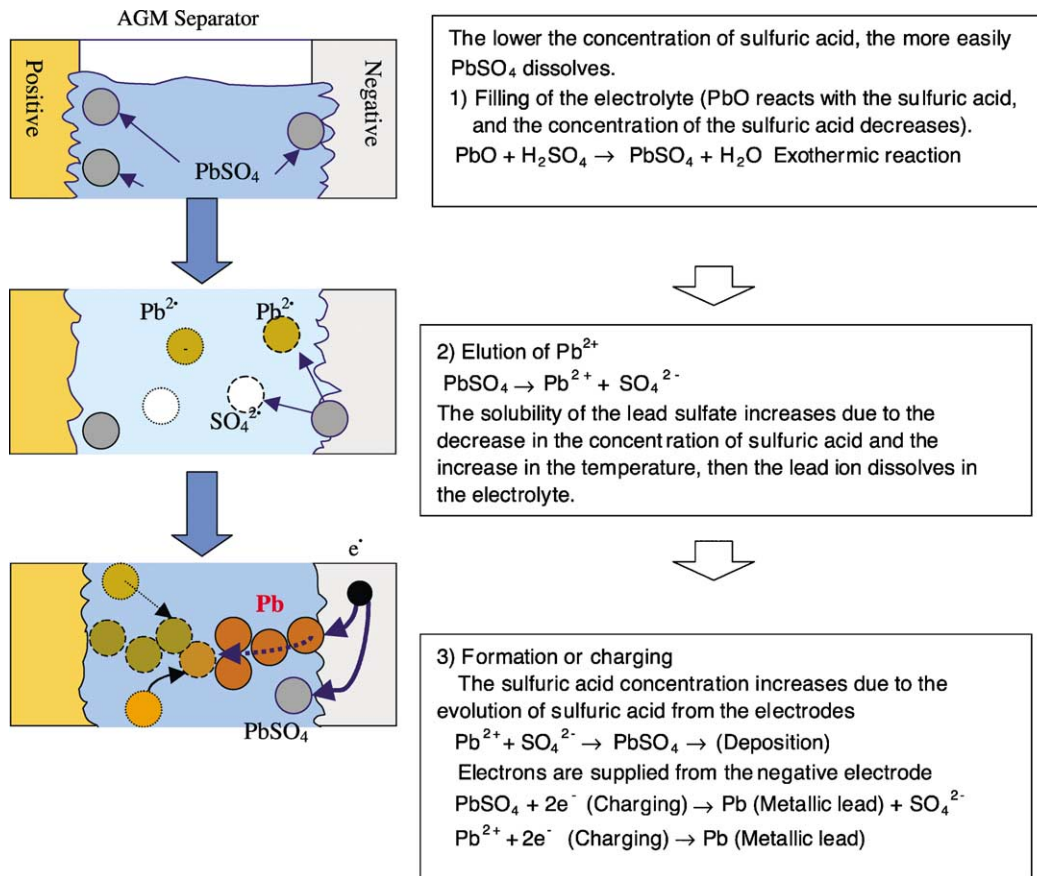 AGM Separator
Positive
Negative
PbSO₄
The lower the concentration of sulfuric acid, the more easily
PbSO₄ dissolves.
1) Filling of the electrolyte (PbO reacts with the sulfuric acid,
and the concentration of the sulfuric acid decreases).
PbO + H₂SO₄ → PbSO₄ + H₂O Exothermic reaction
Pb²·
Pb²·
-
SO₄²·
2) Elution of Pb²⁺
PbSO₄ → Pb²⁺ + SO₄²⁻
The solubility of the lead sulfate increases due to the
decrease in the concentration of sulfuric acid and the
increase in the temperature, then the lead ion dissolves in
the electrolyte.
e·
Pb
PbSO₄
3) Formation or charging
The sulfuric acid concentration increases due to the
evolution of sulfuric acid from the electrodes
Pb²⁺ + SO₄²⁻ → PbSO₄ → (Deposition)
Electrons are supplied from the negative electrode
PbSO₄ + 2e⁻ (Charging) → Pb (Metallic lead) + SO₄²⁻
Pb²⁺ + 2e⁻ (Charging) → Pb (Metallic lead)